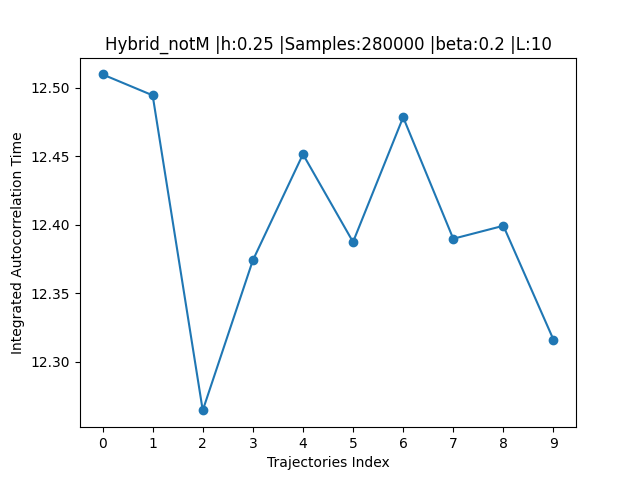 Hybrid_notM |h:0.25 |Samples:280000 |beta:0.2 |L:10
Integrated Autocorrelation Time
12.50
12.45
12.40
12.35
12.30
0 1 2 3 4 5 6 7 8 9
Trajectories Index